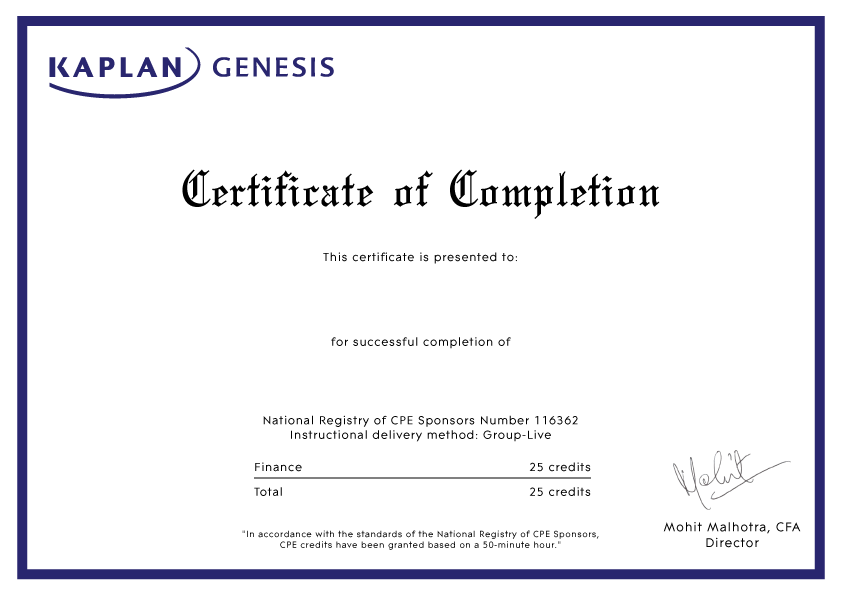 KAPLAN GENESIS
Certificate of Completion
This certificate is presented to:
for successful completion of
National Registry of CPE Sponsors Number 116362
Instructional delivery method: Group-Live
Finance 25 credits
Total 25 credits
"In accordance with the standards of the National Registry of CPE Sponsors,
CPE credits have been granted based on a 50-minute hour."
Mohit
Mohit Malhotra, CFA
Director